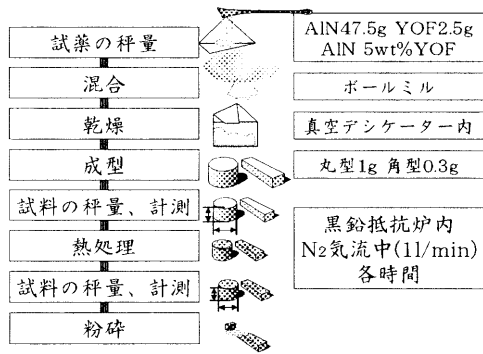 試薬の秤量
AlN47.5g YOF2.5g
AlN 5wt%YOF
混合
ボールミル
乾燥
真空デシケーター内
成型
丸型1g 角型0.3g
試料の秤量、計測
熱処理
黒鉛抵抗炉内
N2気流中(1l/min)
各時間
試料の秤量、計測
粉砕